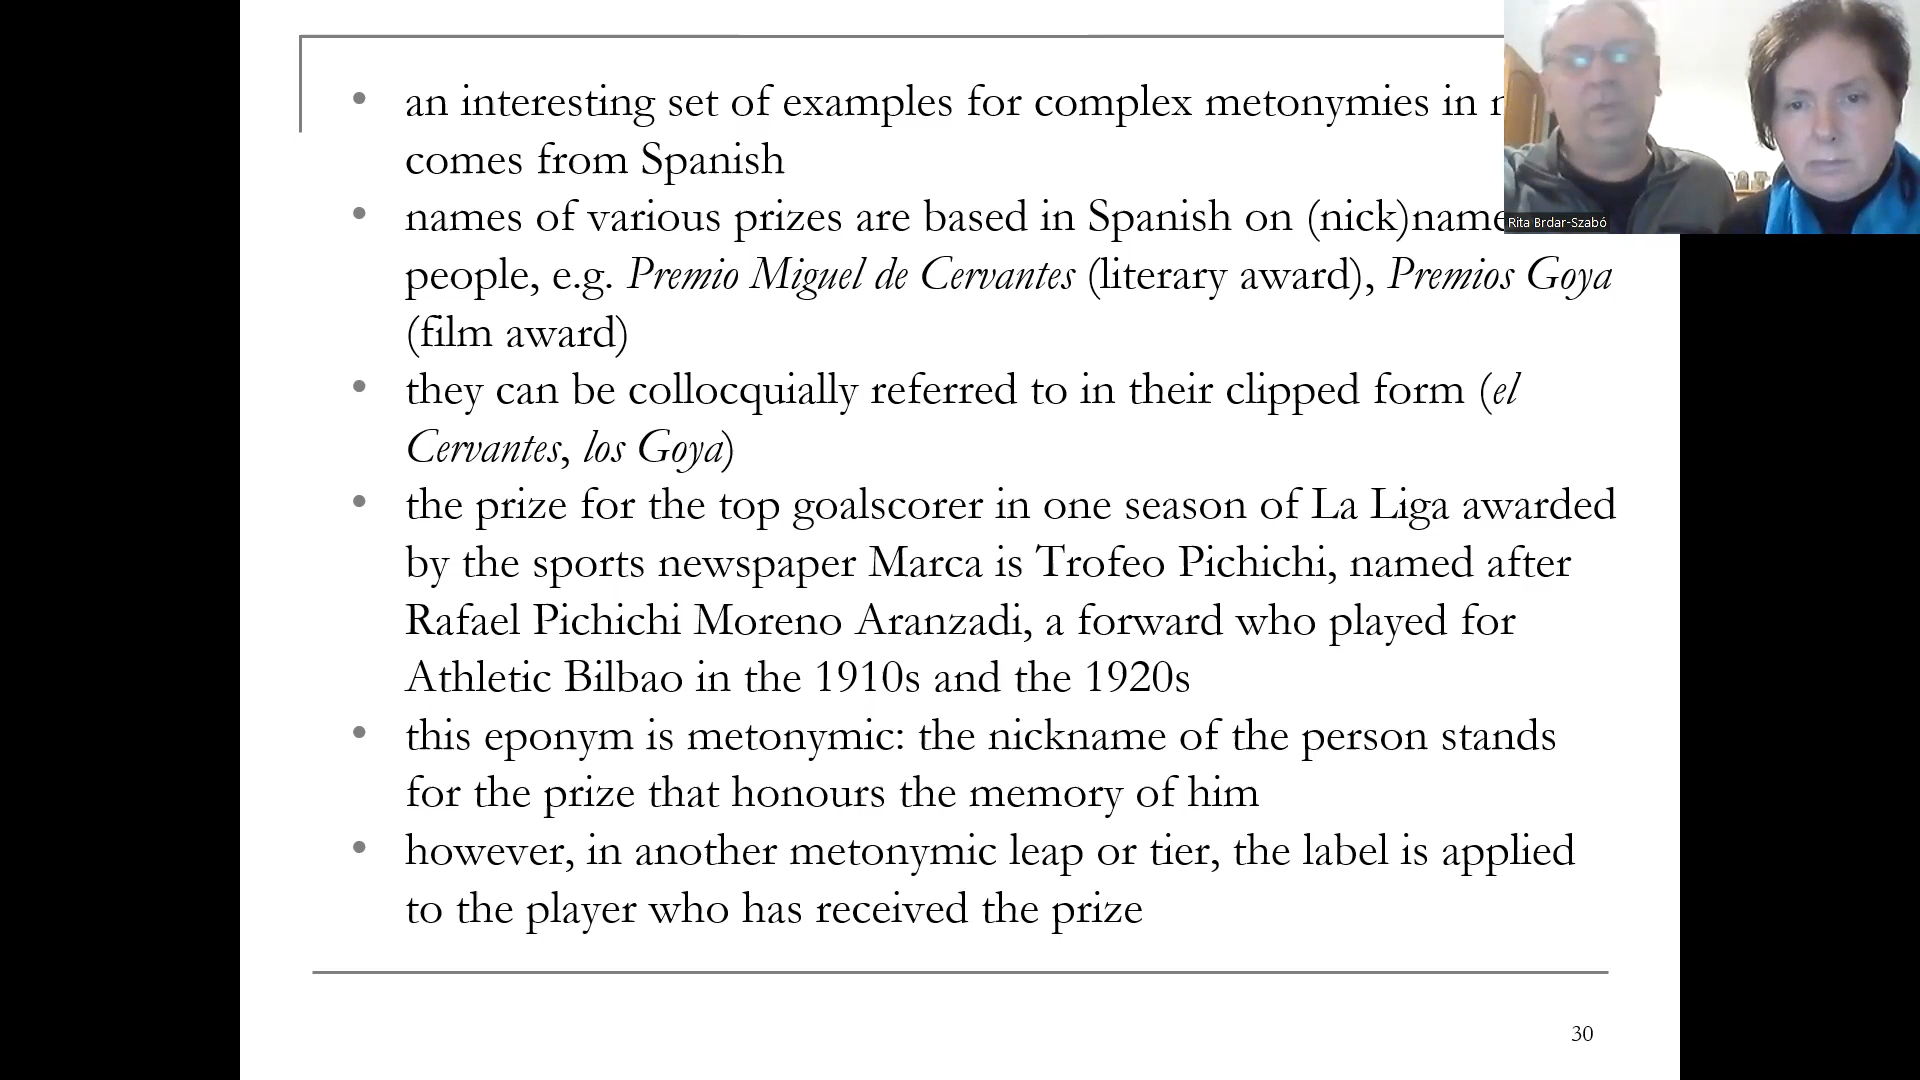 an interesting set of examples for complex metonymies in
comes from Spanish
names of various prizes are based in Spanish on (nick)name
people, e.g. Premio Miguel de Cervantes (literary award), Premios Goya
(film award)
they can be collocquially referred to in their clipped form (el
Cervantes, los Goya)
the prize for the top goalscorer in one season of La Liga awarded
by the sports newspaper Marca is Trofeo Pichichi, named after
Rafael Pichichi Moreno Aranzadi, a forward who played for
Athletic Bilbao in the 1910s and the 1920s
this eponym is metonymic: the nickname of the person stands
for the prize that honours the memory of him
however, in another metonymic leap or tier, the label is applied
to the player who has received the prize
30
Rita Brdar-Szabó